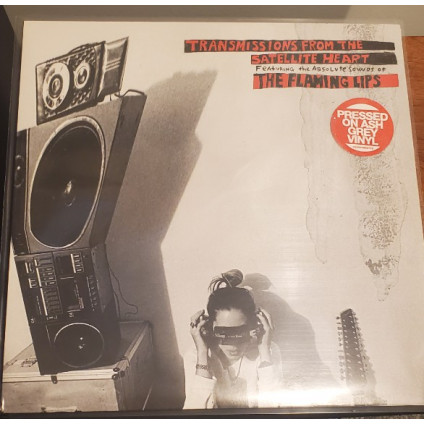 TRANSMISSIONS FROM THE
SATELLITE HEART
FEATURING THE ABSOLUTE SOUNDS OF
THE FLAMING LIPS
PRESSED
ON ASH
GREY
VINYL